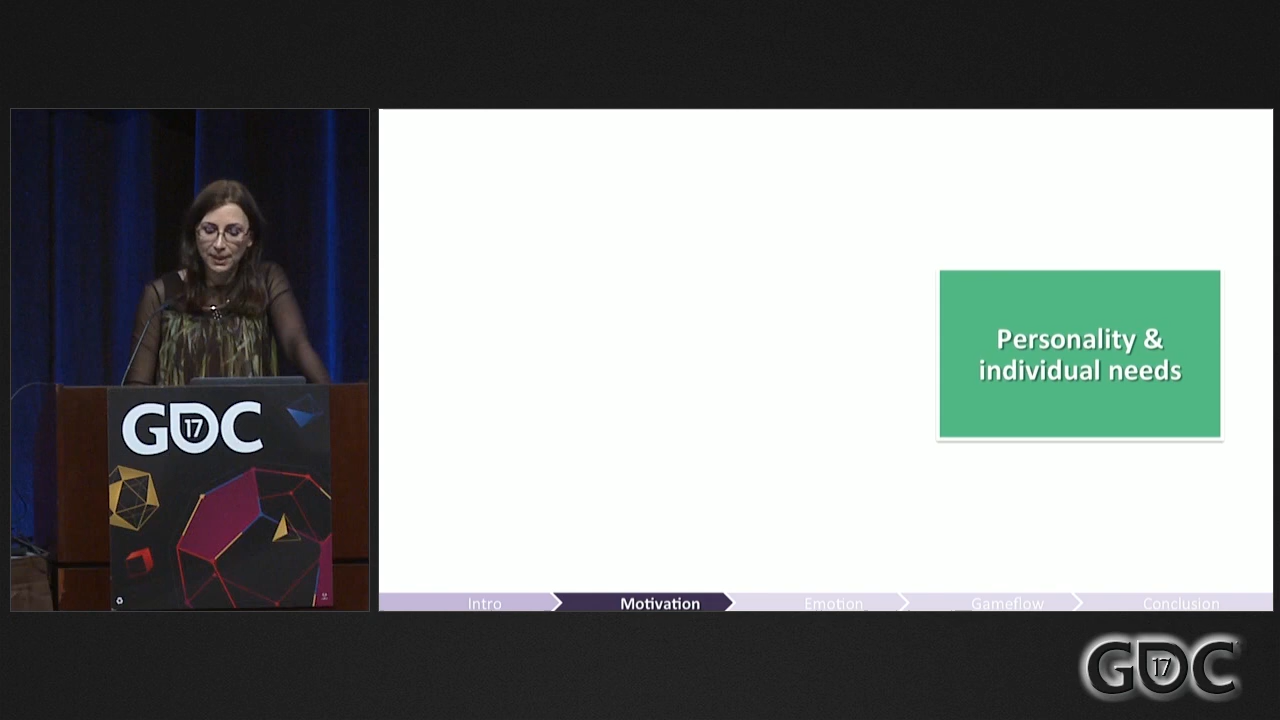 GDC
17
Personality &
individual needs
Intro
Motivation
Emotion
Gameflow
Conclusion
GDC
17